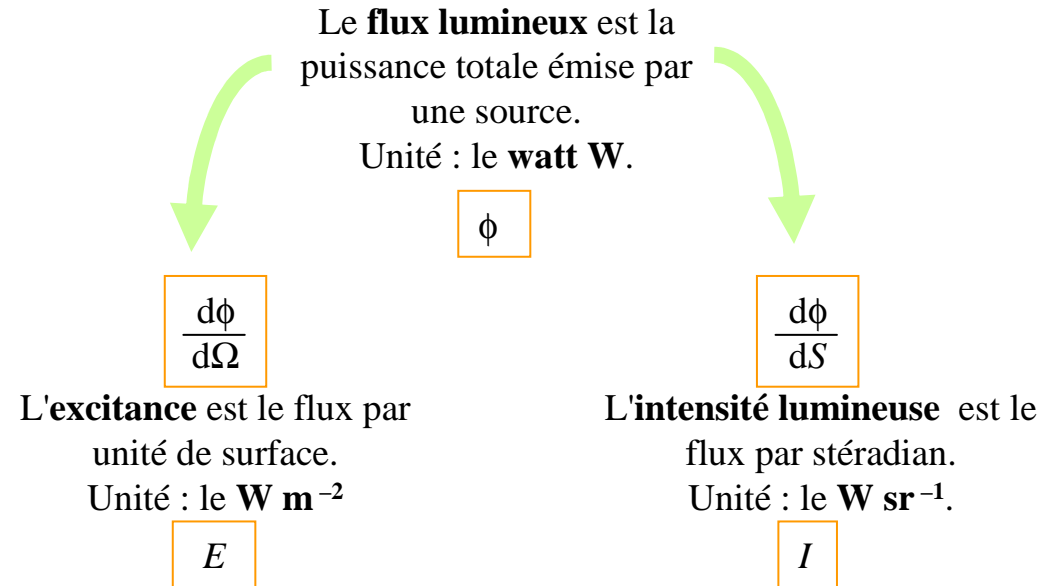 Le flux lumineux est la
puissance totale émise par
une source.
Unité : le watt W.
ϕ
dϕ
dΩ
L'excitance est le flux par
unité de surface.
Unité : le W m⁻²
E
dϕ
dS
L'intensité lumineuse est le
flux par stéradian.
Unité : le W sr⁻¹.
I